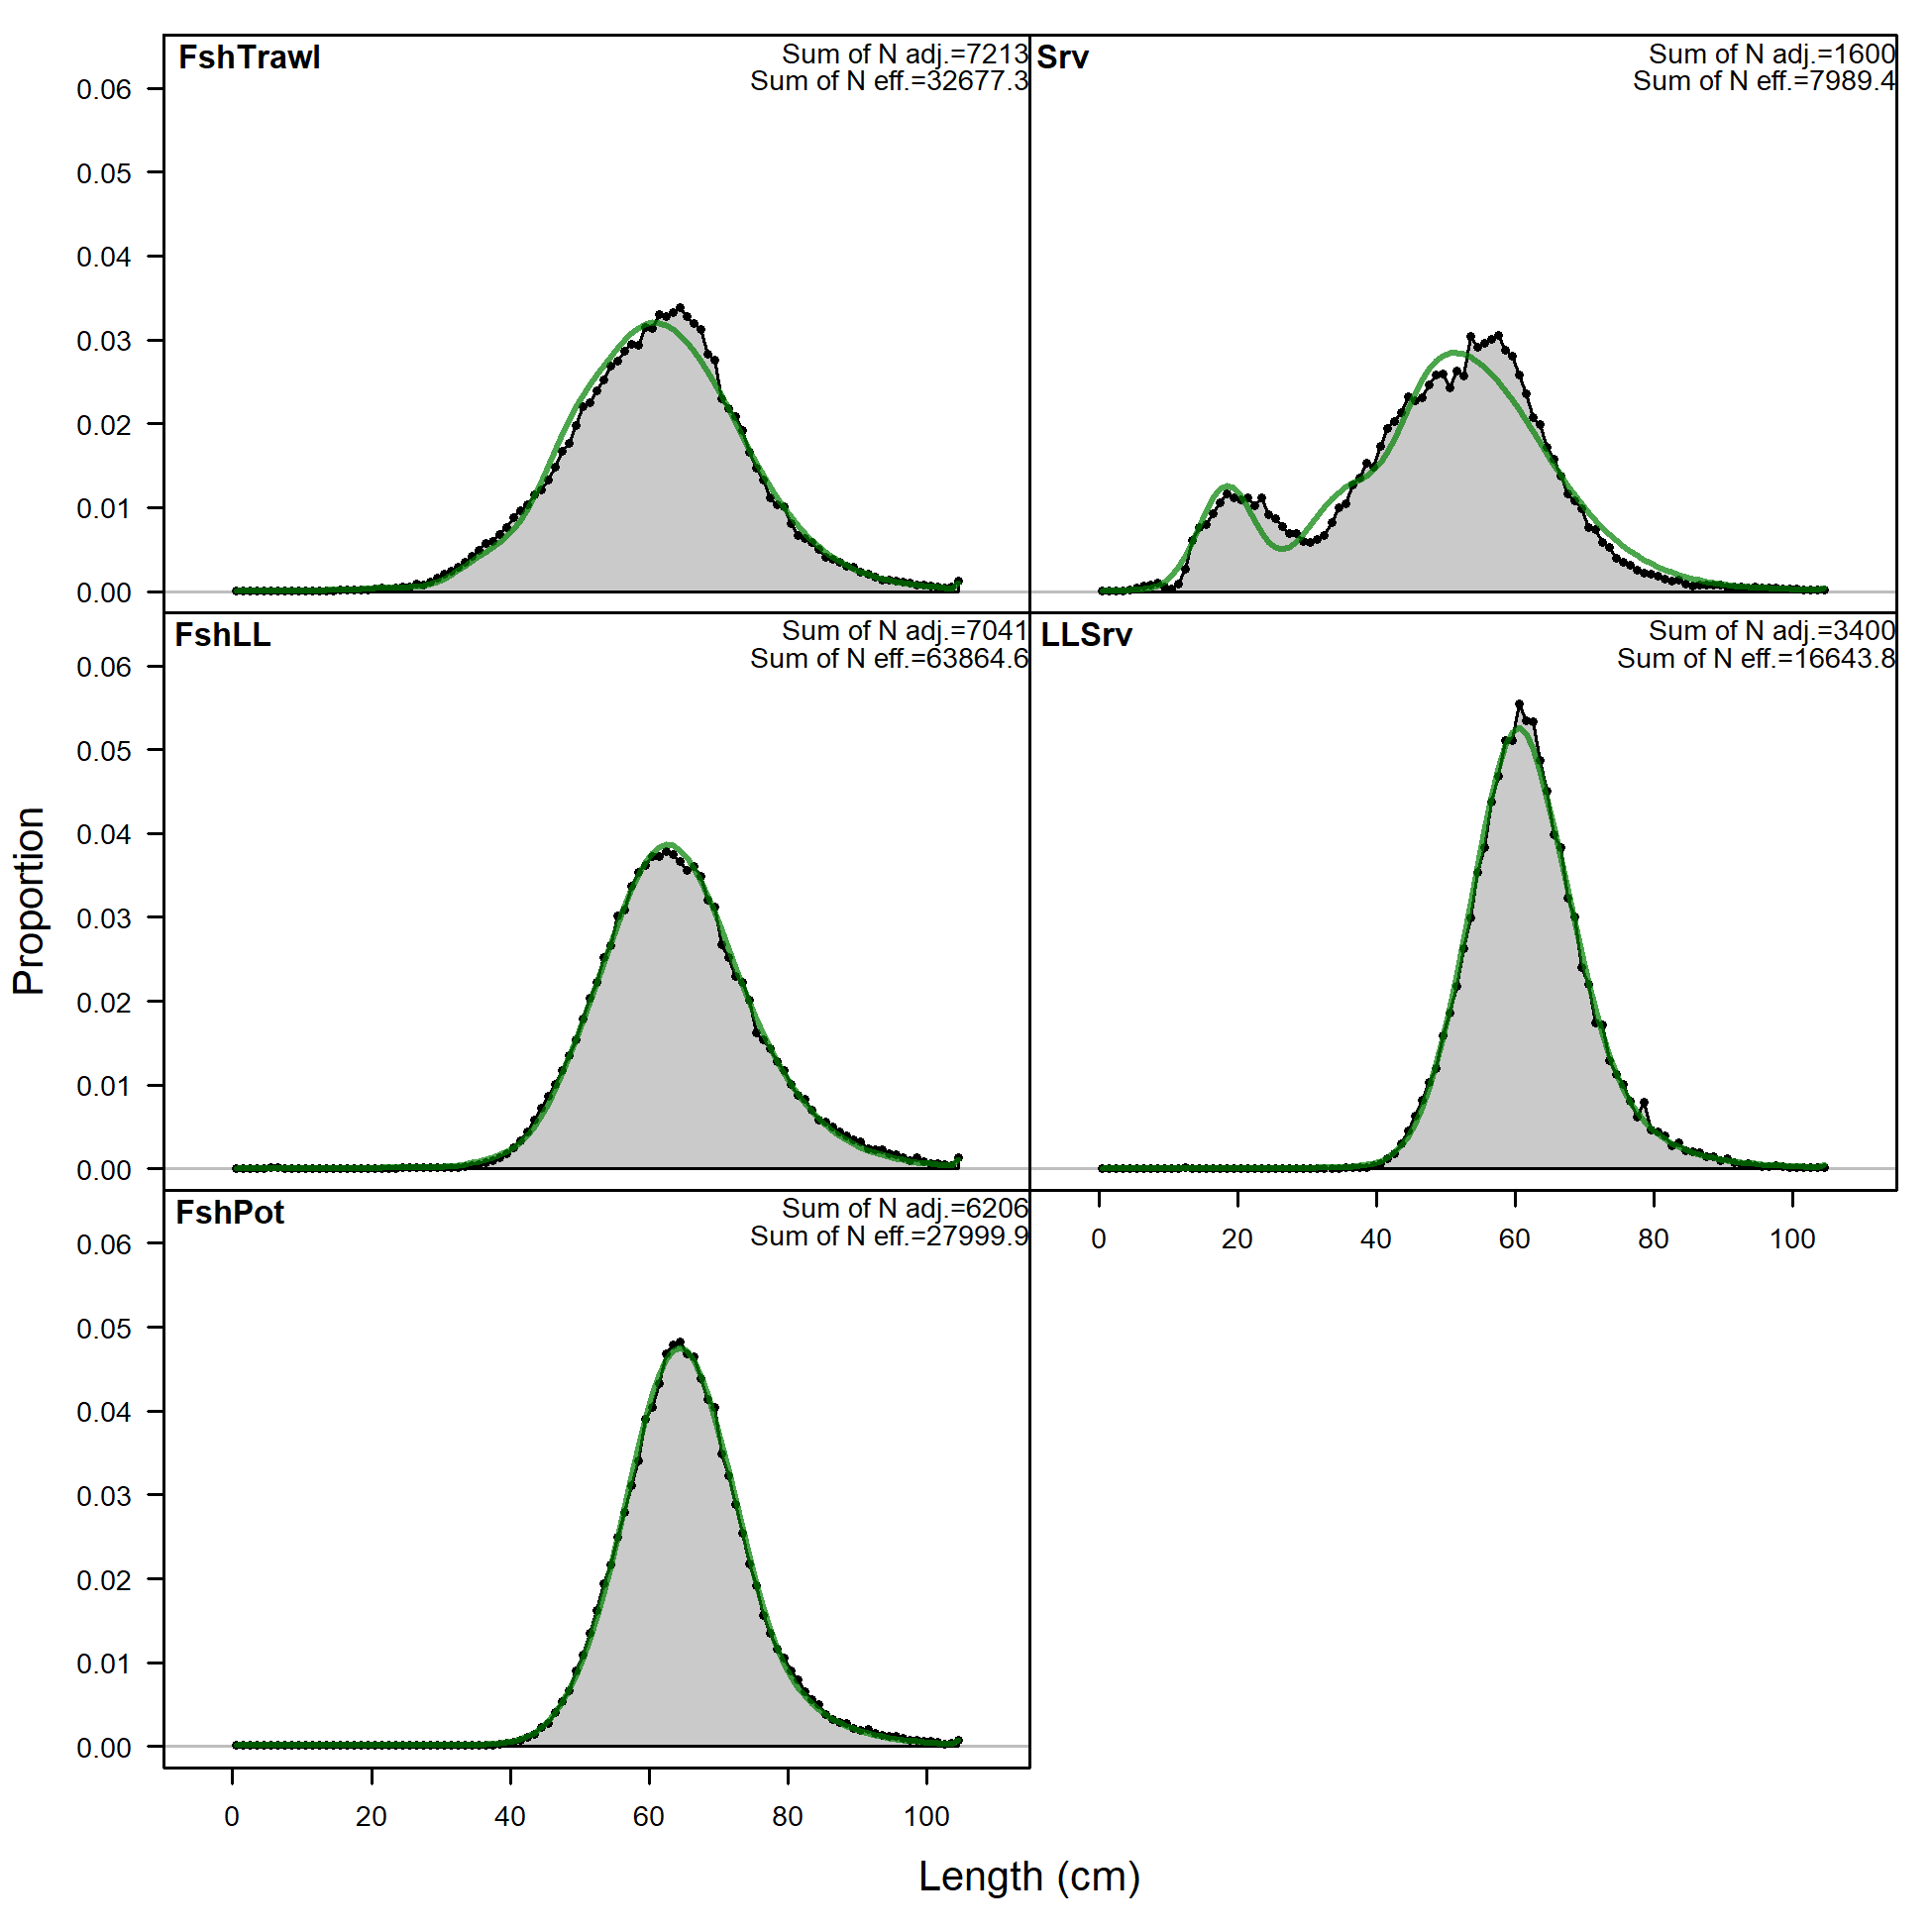 FshTrawl
Sum of N adj.=7213
Sum of N eff.=32677.3
0.06
0.05
0.04
0.03
0.02
0.01
0.00
Srv
Sum of N adj.=1600
Sum of N eff.=7989.4
FshLL
Sum of N adj.=7041
Sum of N eff.=63864.6
0.06
0.05
0.04
0.03
0.02
0.01
0.00
LLSrv
Sum of N adj.=3400
Sum of N eff.=16643.8
0 20 40 60 80 100
FshPot
Sum of N adj.=6206
Sum of N eff.=27999.9
0.06
0.05
0.04
0.03
0.02
0.01
0.00
0 20 40 60 80 100
Proportion
Length (cm)